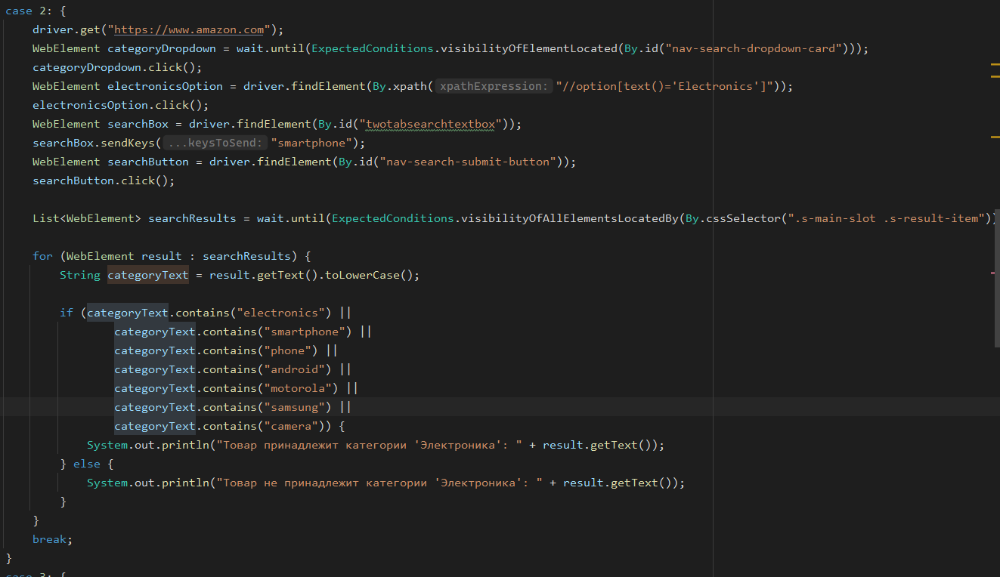 case 2: {
driver.get("https://www.amazon.com");
WebElement categoryDropdown = wait.until(ExpectedConditions.visibilityOfElementLocated(By.id("nav-search-dropdown-card")));
categoryDropdown.click();
WebElement electronicsOption = driver.findElement(By.xpath( xpathExpression: "//option[text()='Electronics']"));
electronicsOption.click();
WebElement searchBox = driver.findElement(By.id("twotabsearchtextbox"));
searchBox.sendKeys( ...keysToSend: "smartphone");
WebElement searchButton = driver.findElement(By.id("nav-search-submit-button"));
searchButton.click();
List<WebElement> searchResults = wait.until(ExpectedConditions.visibilityOfAllElementsLocatedBy(By.cssSelector(".s-main-slot .s-result-item"))
for (WebElement result : searchResults) {
String categoryText = result.getText().toLowerCase();
if (categoryText.contains("electronics") ||
categoryText.contains("smartphone") ||
categoryText.contains("phone") ||
categoryText.contains("android") ||
categoryText.contains("motorola") ||
categoryText.contains("samsung") ||
categoryText.contains("camera")) {
System.out.println("Товар принадлежит категории 'Электроника': " + result.getText());
} else {
System.out.println("Товар не принадлежит категории 'Электроника': " + result.getText());
}
}
break;
}
case 3: {